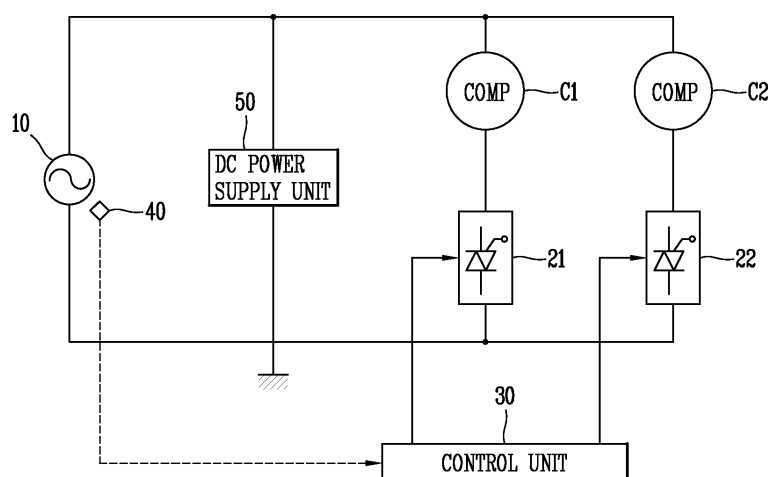 COMP
C1
COMP
C2
50
10
DC POWER
SUPPLY UNIT
40
21
22
30
CONTROL UNIT